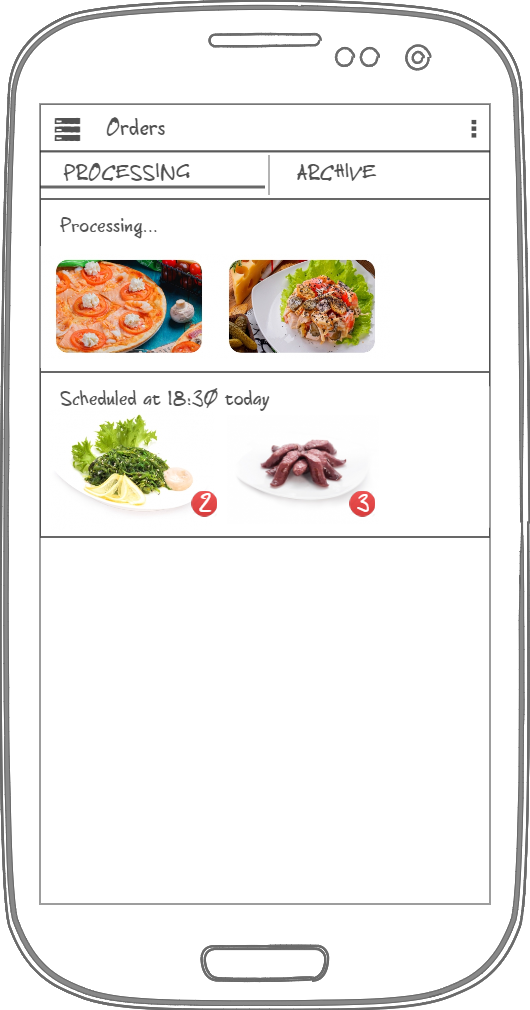 Orders
PROCESSING
ARCHIVE
Processing...
Scheduled at 18:30 today
2
3